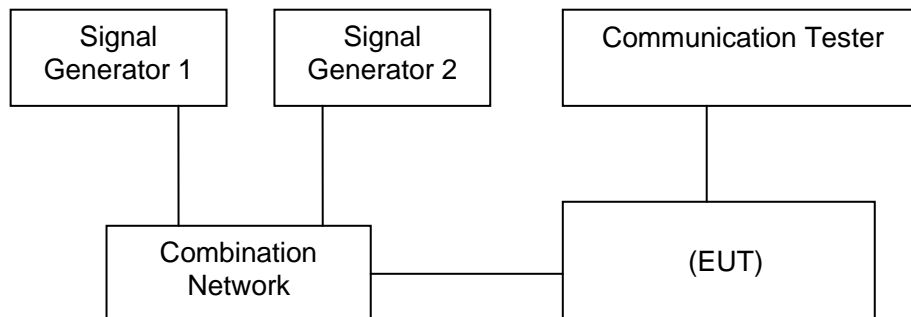 Signal
Generator 1
Signal
Generator 2
Communication Tester
Combination
Network
(EUT)